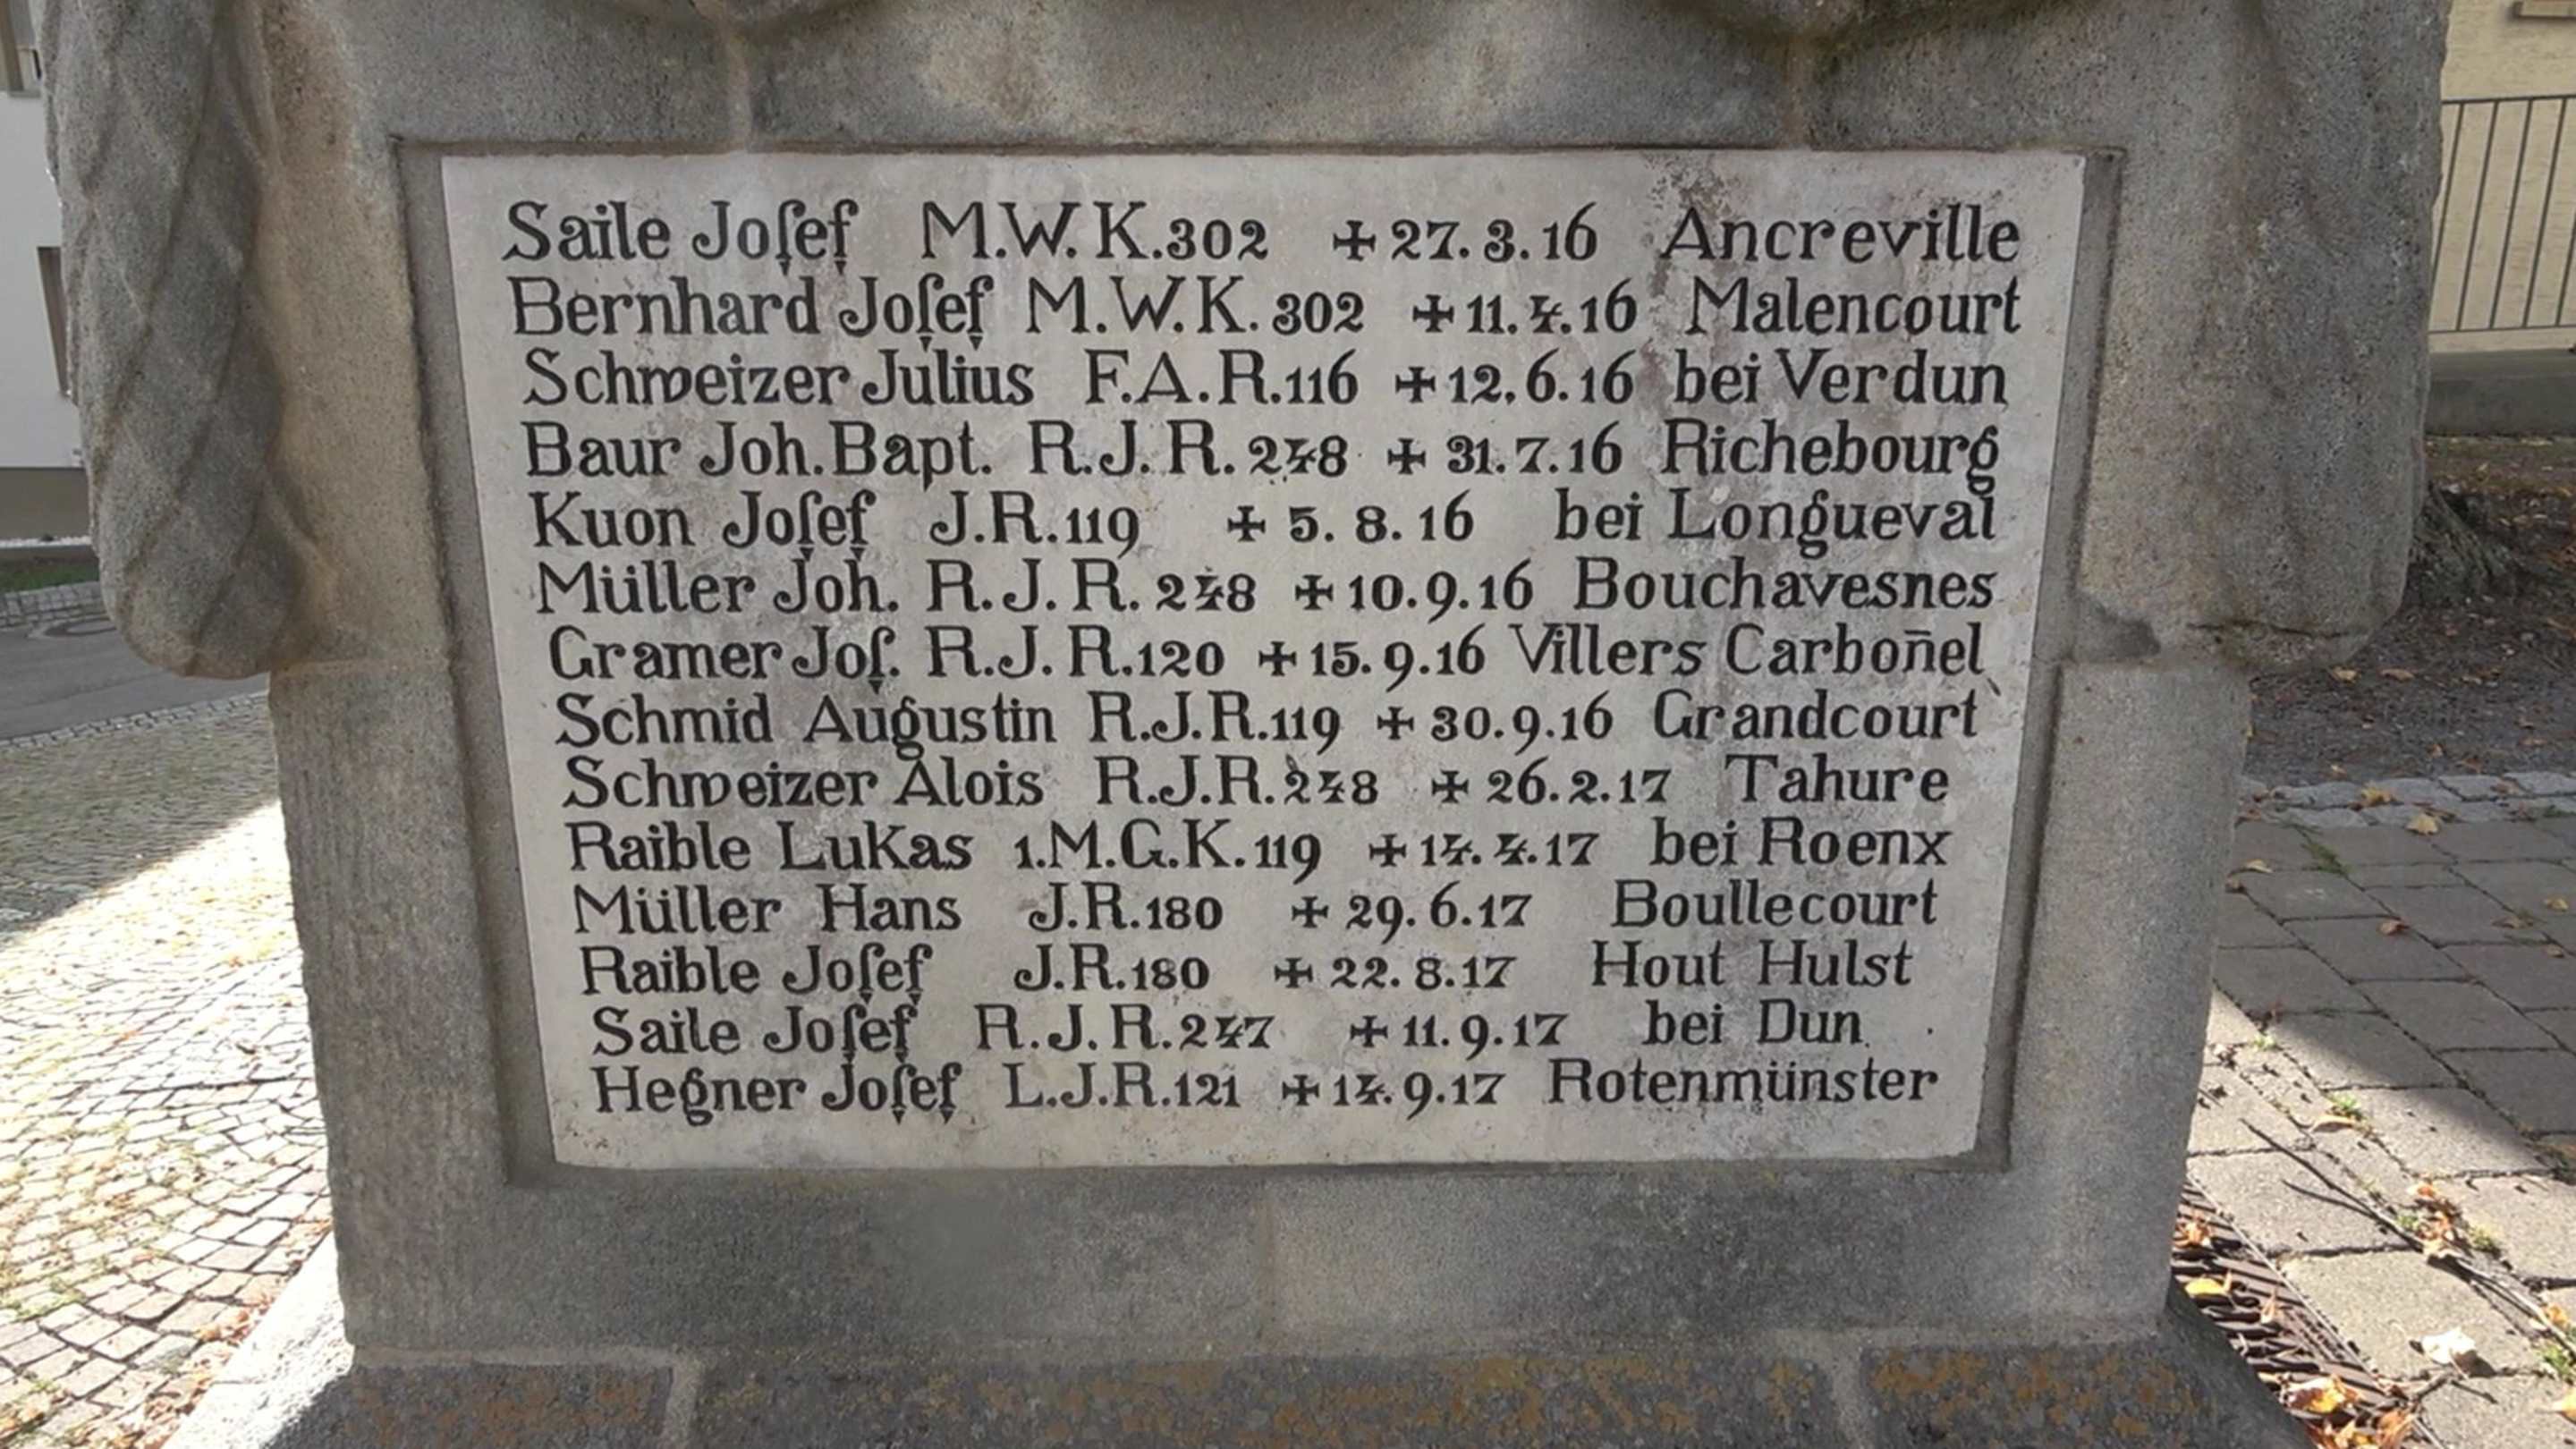 Saile Joſef M.W.K.302 ✢27.3.16 Ancreville
Bernhard Joſef M.W.K.302 ✢11.4.16 Malencourt
Schweizer Julius F.A.R.116 ✢12.6.16 bei Verdun
Baur Joh.Bapt. R.J.R.248 ✢31.7.16 Richebourg
Kuon Joſef J.R.119 ✢5.8.16 bei Longueval
Müller Joh. R.J.R.248 ✢10.9.16 Bouchavesnes
Gramer Joſ. R.J.R.120 ✢15.9.16 Villers Carbon̄el
Schmid Augustin R.J.R.119 ✢30.9.16 Grandcourt
Schweizer Alois R.J.R.248 ✢26.2.17 Tahure
Raible Lukas 1.M.G.K.119 ✢14.4.17 bei Roenx
Müller Hans J.R.180 ✢29.6.17 Boullecourt
Raible Joſef J.R.180 ✢22.8.17 Hout Hulst
Saile Joſef R.J.R.247 ✢11.9.17 bei Dun
Hegner Joſef L.J.R.121 ✢14.9.17 Rotenmünster